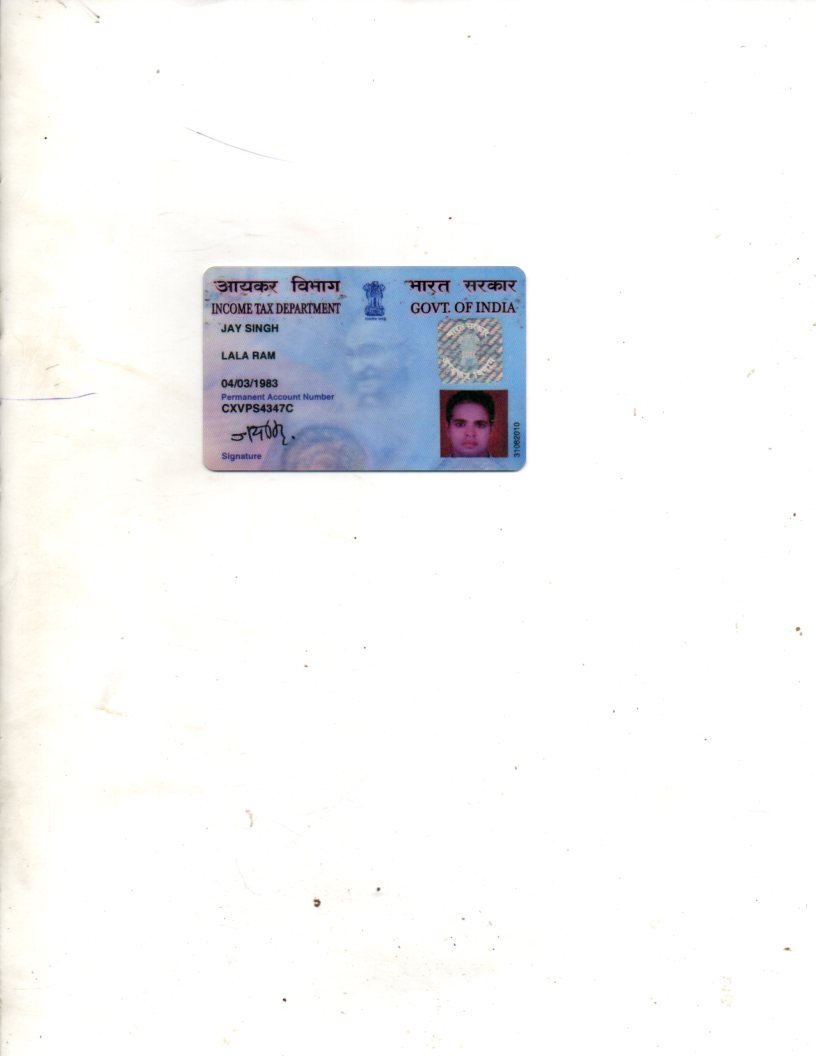 आयकर विभाग
INCOME TAX DEPARTMENT
भारत सरकार
GOVT. OF INDIA
JAY SINGH
LALA RAM
04/03/1983
Permanent Account Number
CXVPS4347C
Signature
31082010